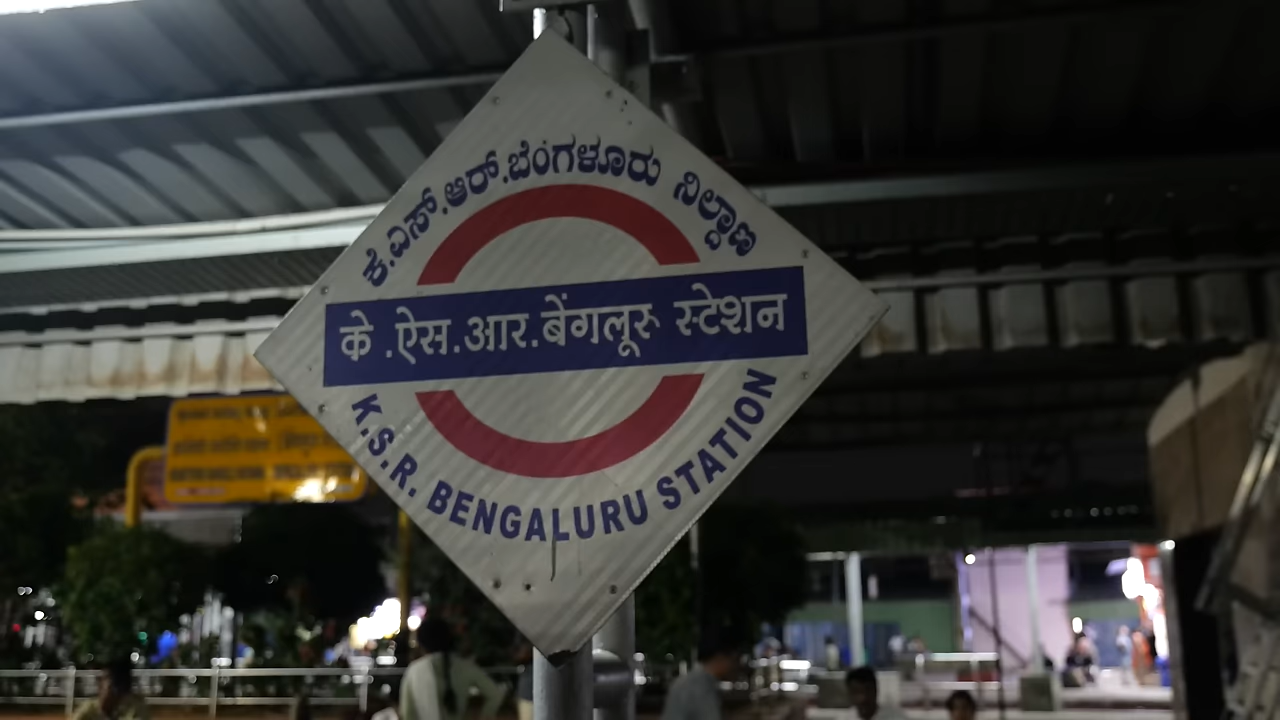 ಕೆ.ಎಸ್.ಆರ್.ಬೆಂಗಳೂರು ನಿಲ್ದಾಣ
के .ऐस.आर.बेंगलूरु स्टेशन
K.S.R. BENGALURU STATION